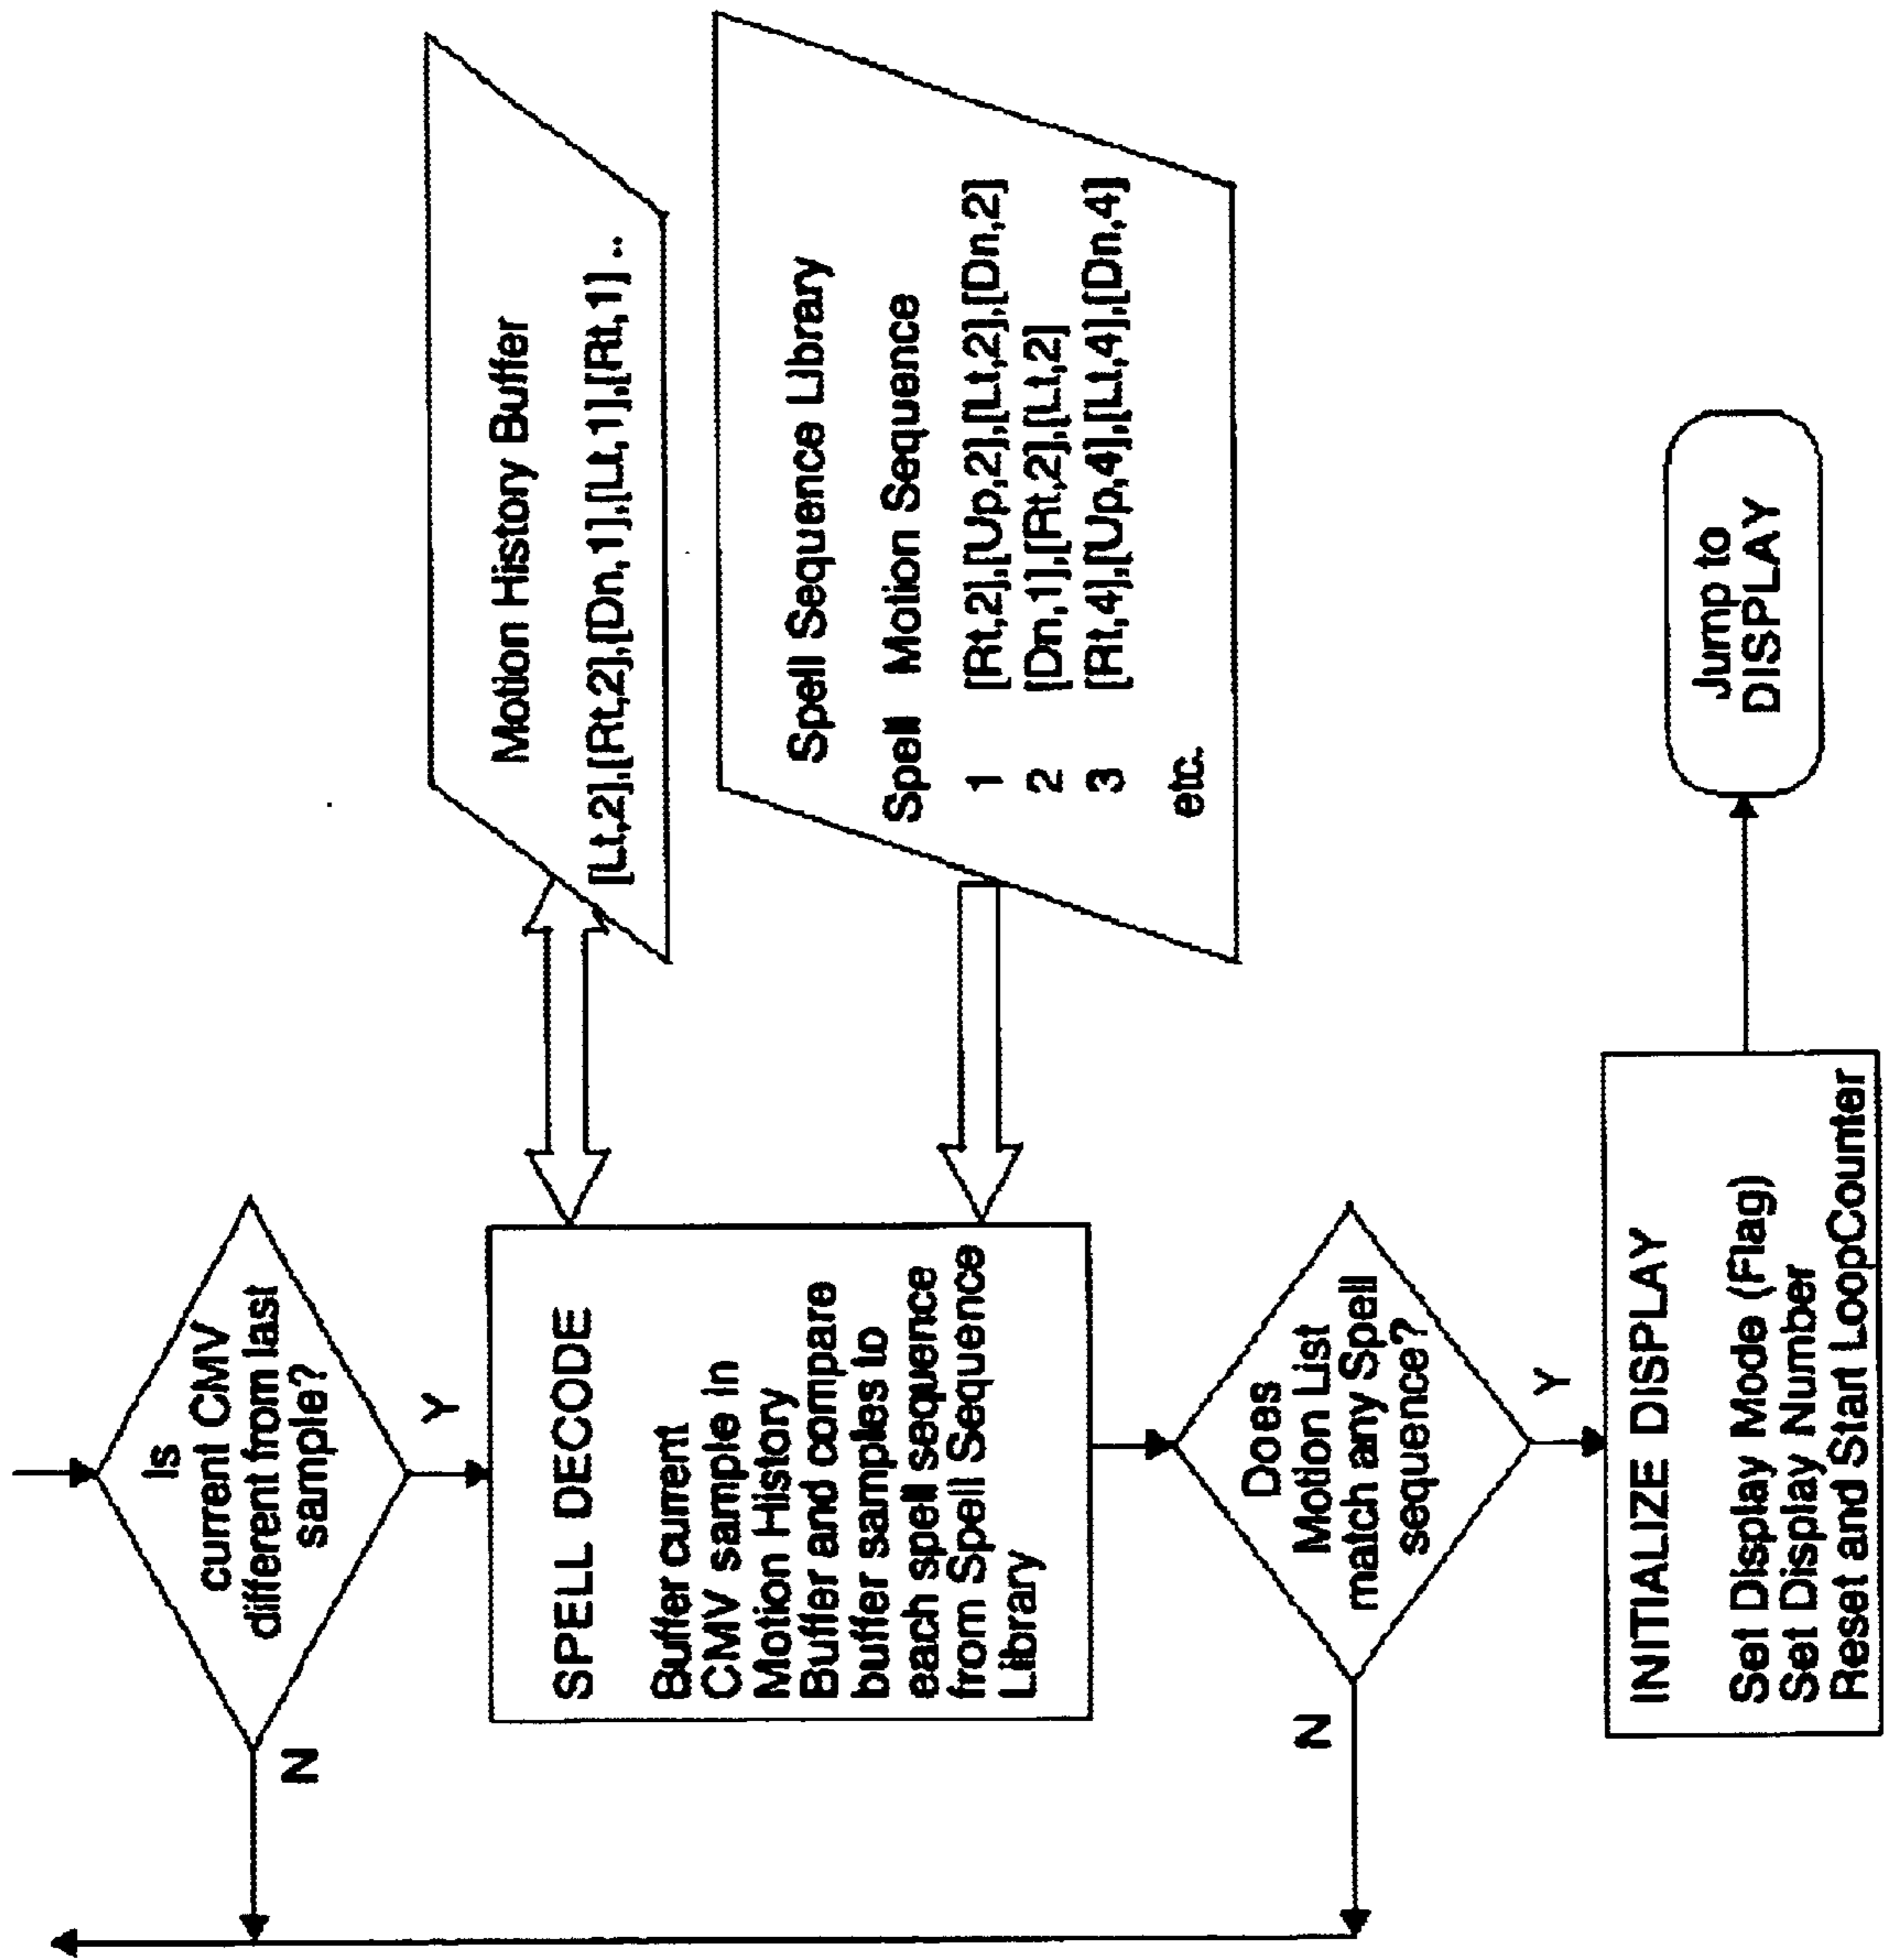 Is
current CMV
different from last
sample?
N
Y
SPELL DECODE
Buffer current
CMV sample in
Motion History
Buffer and compare
buffer samples to
each spell sequence
from Spell Sequence
Library
Motion History Buffer
[Lt,2],[Rt,2],[Dn,1],[Lt,1],[Rt,1] ..
Spell Sequence Library
Spell Motion Sequence
1 [Rt,2],[Up,2],[Lt,2],[Dn,2]
2 [Dn,1],[Rt,2],[Lt,2]
3 [Rt,4],[Up,4],[Lt,4],[Dn,4]
etc.
Does
Motion List
match any Spell
sequence?
N
Y
INITIALIZE DISPLAY
Set Display Mode (Flag)
Set Display Number
Reset and Start LoopCounter
Jump to
DISPLAY